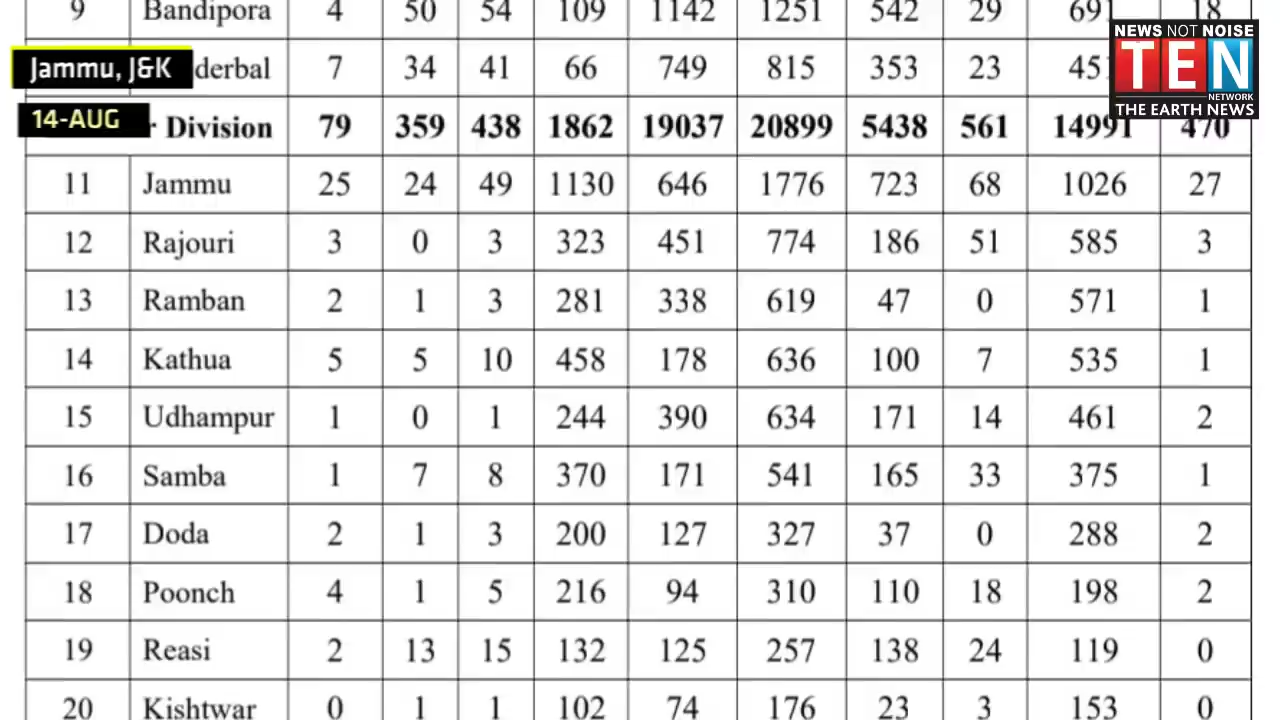 9 Bandipora 4 50 54 109 1142 1251 542 29 691 18
NEWS NOT NOISE
TEN
NETWORK
THE EARTH NEWS
Jammu, J&K
derbal 7 34 41 66 749 815 353 23 451
14-AUG
r Division 79 359 438 1862 19037 20899 5438 561 14991 470
11 Jammu 25 24 49 1130 646 1776 723 68 1026 27
12 Rajouri 3 0 3 323 451 774 186 51 585 3
13 Ramban 2 1 3 281 338 619 47 0 571 1
14 Kathua 5 5 10 458 178 636 100 7 535 1
15 Udhampur 1 0 1 244 390 634 171 14 461 2
16 Samba 1 7 8 370 171 541 165 33 375 1
17 Doda 2 1 3 200 127 327 37 0 288 2
18 Poonch 4 1 5 216 94 310 110 18 198 2
19 Reasi 2 13 15 132 125 257 138 24 119 0
20 Kishtwar 0 1 1 102 74 176 23 3 153 0